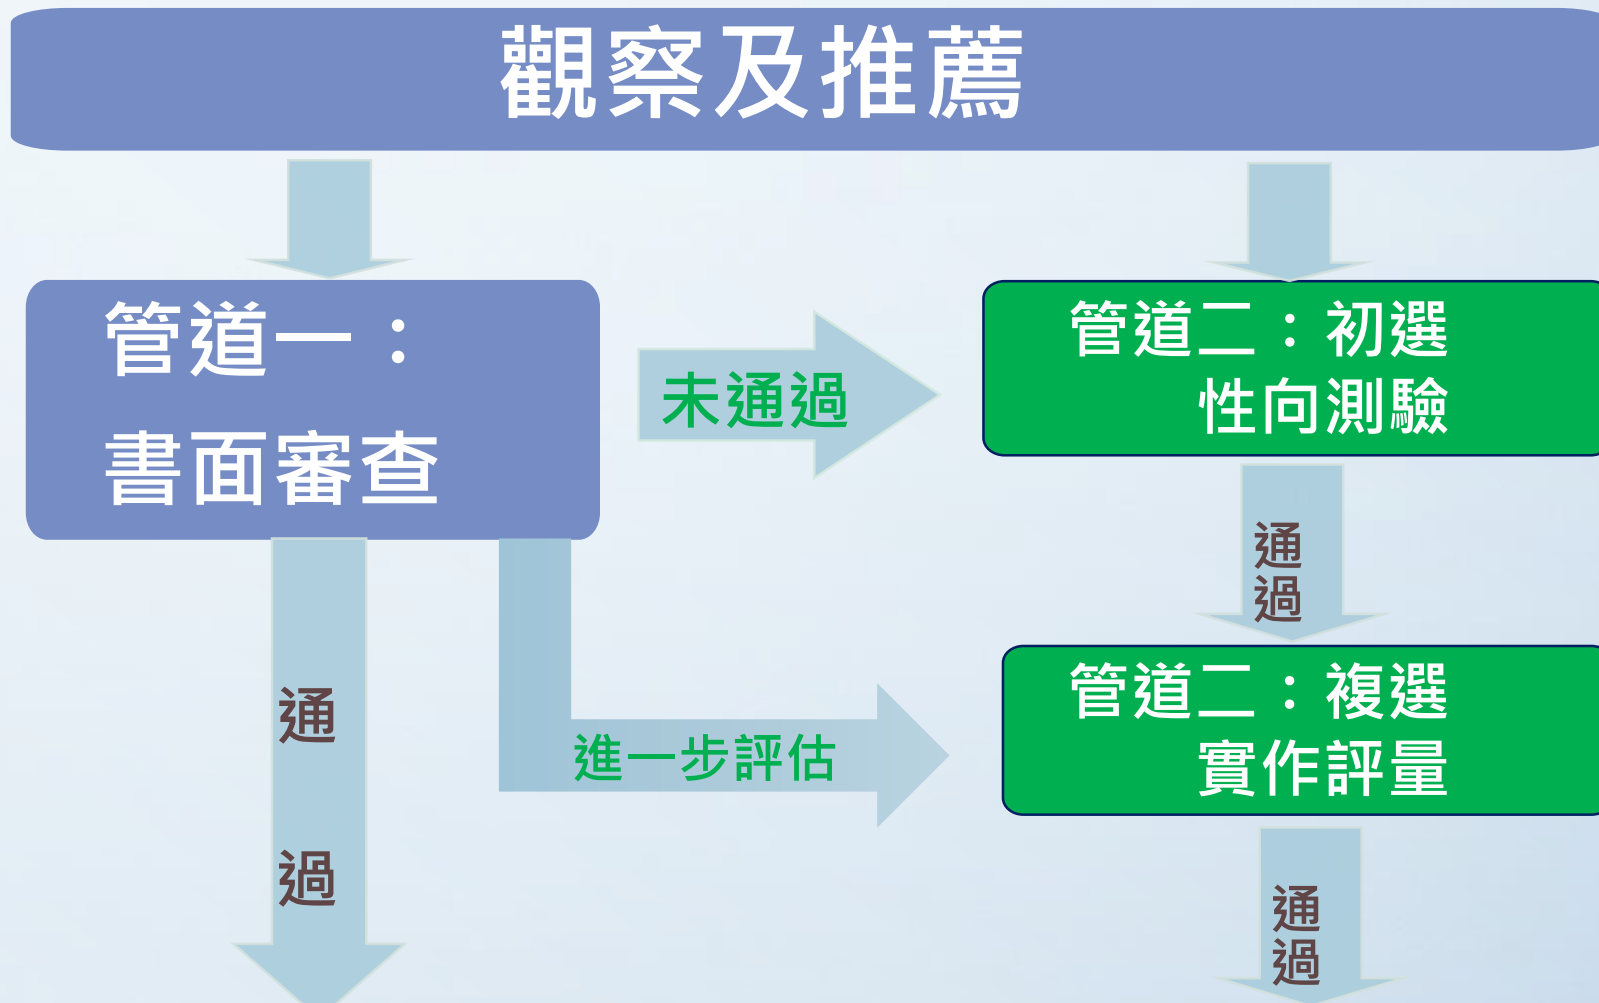 觀察及推薦
管道一：
書面審查
未通過
管道二：初選
性向測驗
通
過
進一步評估
管道二：複選
實作評量
通
過
通
過